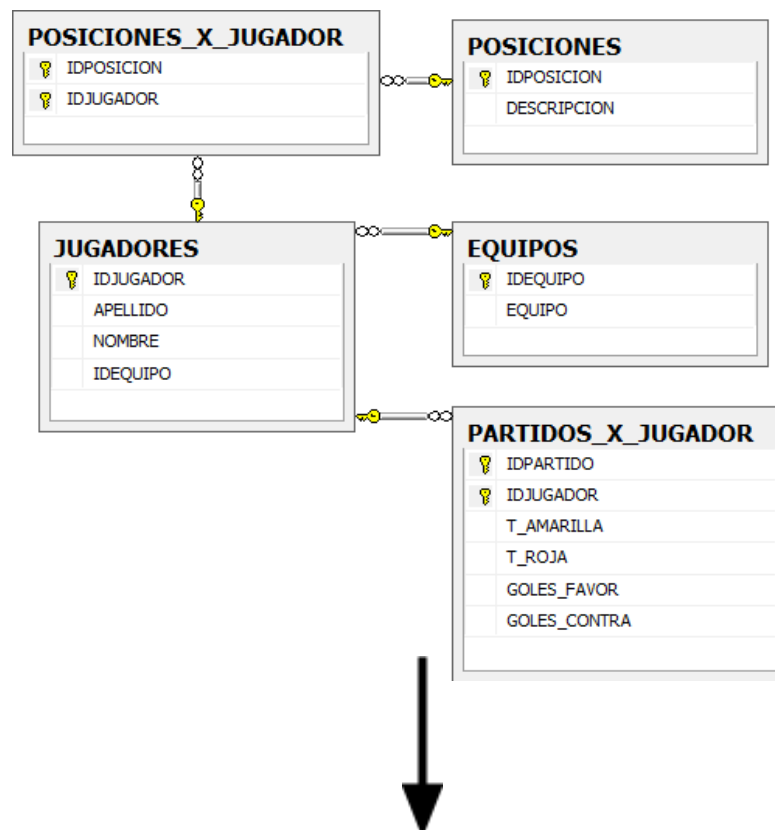 POSICIONES_X_JUGADOR
IDPOSICION
IDJUGADOR
POSICIONES
IDPOSICION
DESCRIPCION
JUGADORES
IDJUGADOR
APELLIDO
NOMBRE
IDEQUIPO
EQUIPOS
IDEQUIPO
EQUIPO
PARTIDOS_X_JUGADOR
IDPARTIDO
IDJUGADOR
T_AMARILLA
T_ROJA
GOLES_FAVOR
GOLES_CONTRA